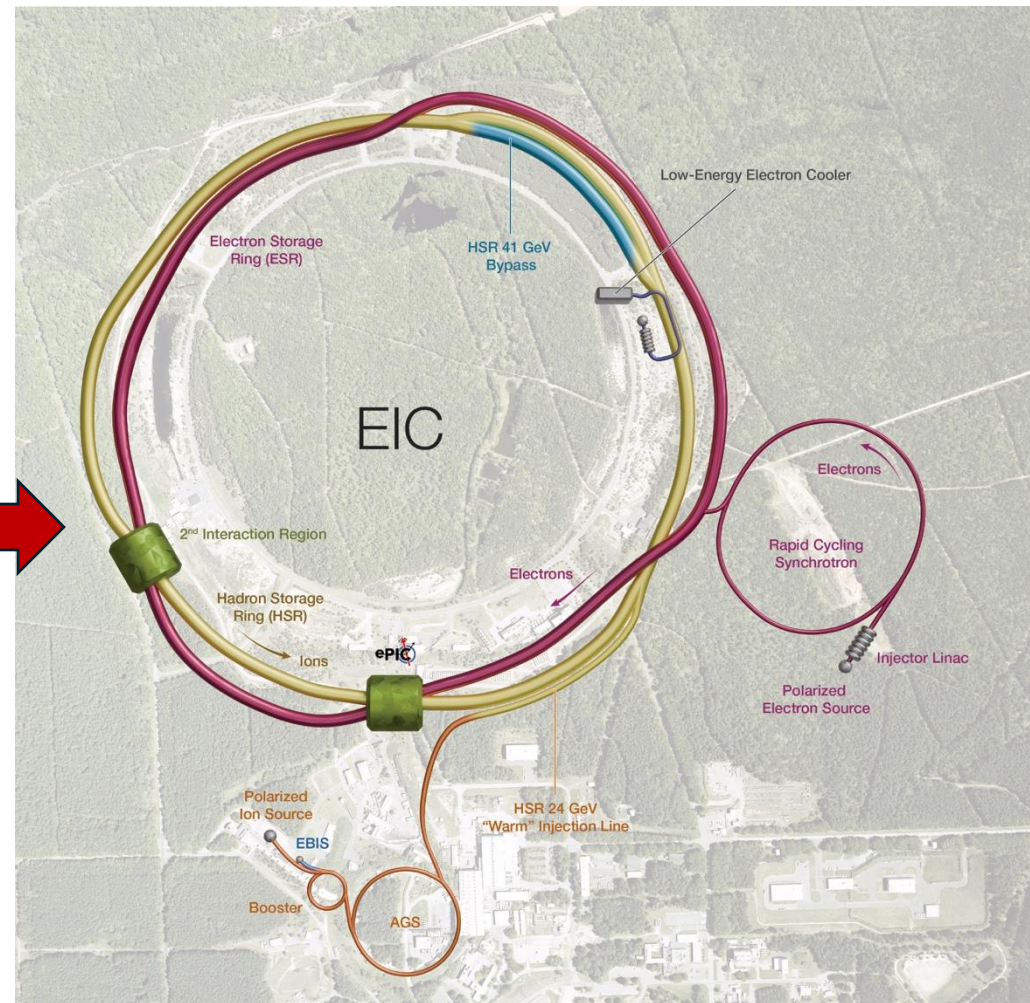 Low-Energy Electron Cooler
Electron Storage
Ring (ESR)
HSR 41 GeV
Bypass
EIC
Electrons
Rapid Cycling
Synchrotron
2nd Interaction Region
Electrons
Hadron Storage
Ring (HSR)
Ions
ePIC
Injector Linac
Polarized
Electron Source
Polarized
Ion Source
EBIS
HSR 24 GeV
“Warm” Injection Line
Booster
AGS